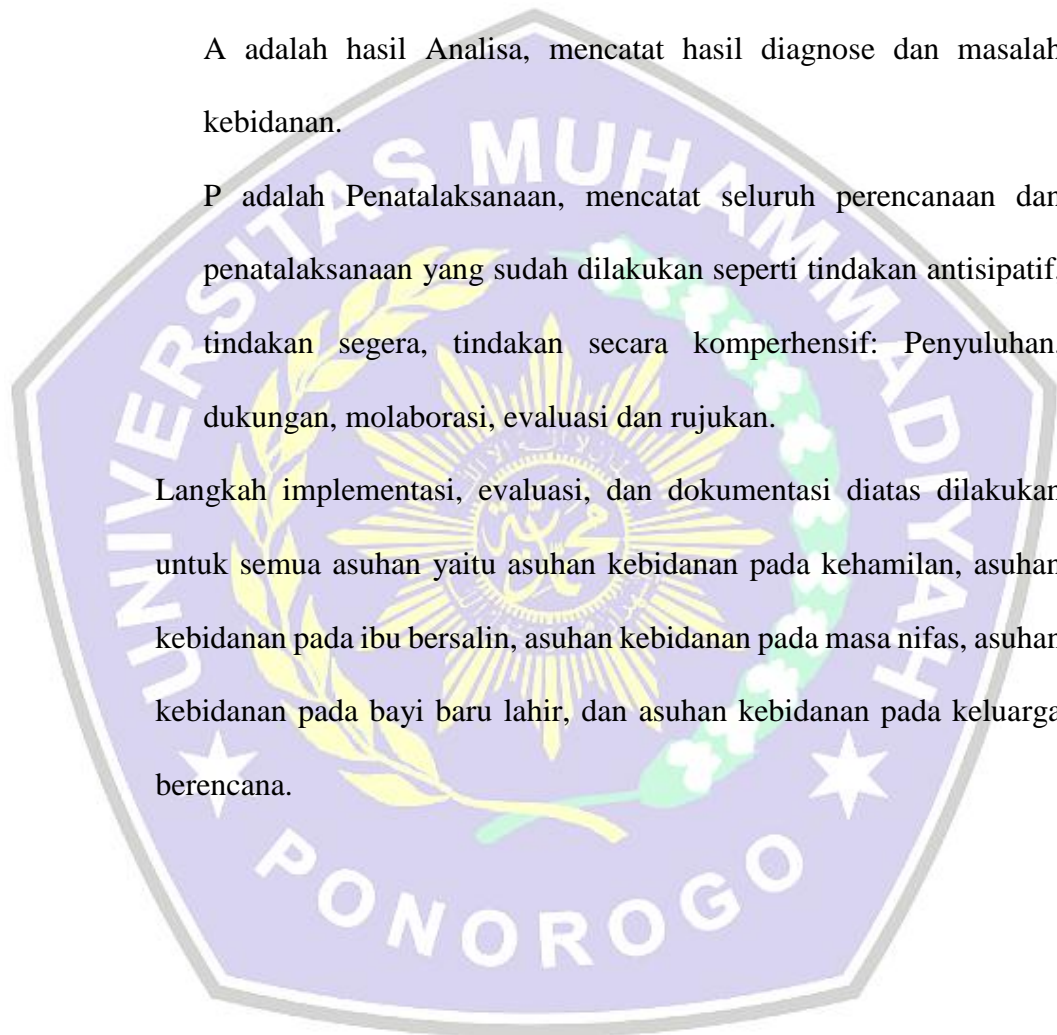 A adalah hasil Analisa, mencatat hasil diagnose dan masalah
kebidanan.
P adalah Penatalaksanaan, mencatat seluruh perencanaan dan
penatalaksanaan yang sudah dilakukan seperti tindakan antisipatif,
tindakan segera, tindakan secara komperhensif: Penyuluhan,
dukungan, molaborasi, evaluasi dan rujukan.
Langkah implementasi, evaluasi, dan dokumentasi diatas dilakukan
untuk semua asuhan yaitu asuhan kebidanan pada kehamilan, asuhan
kebidanan pada ibu bersalin, asuhan kebidanan pada masa nifas, asuhan
kebidanan pada bayi baru lahir, dan asuhan kebidanan pada keluarga
berencana.
UNIVERSITAS MUHAMMADIYAH
PONOROGO